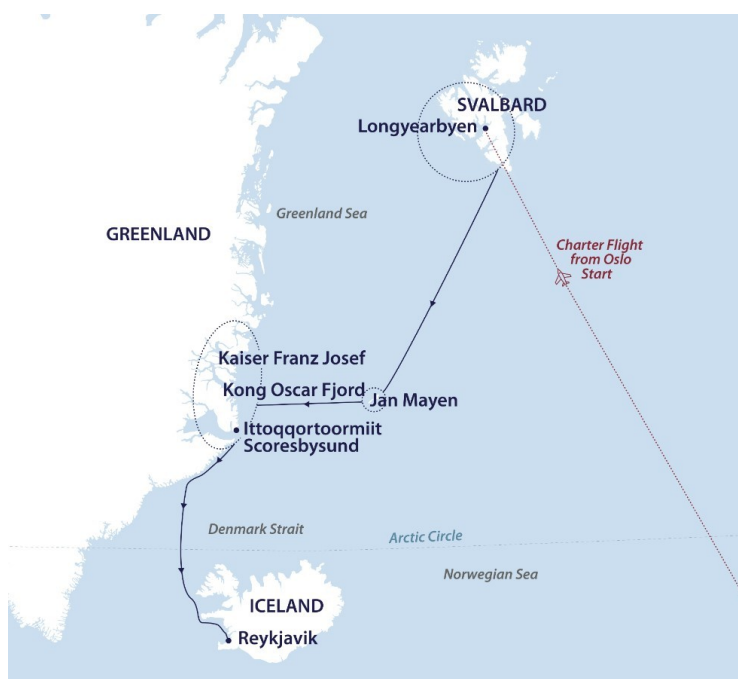 SVALBARD
Longyearbyen
Greenland Sea
GREENLAND
Charter Flight
from Oslo
Start
Kaiser Franz Josef
Kong Oscar Fjord
Jan Mayen
Ittoqqortoormiit
Scoresbysund
Denmark Strait
Arctic Circle
Norwegian Sea
ICELAND
Reykjavik